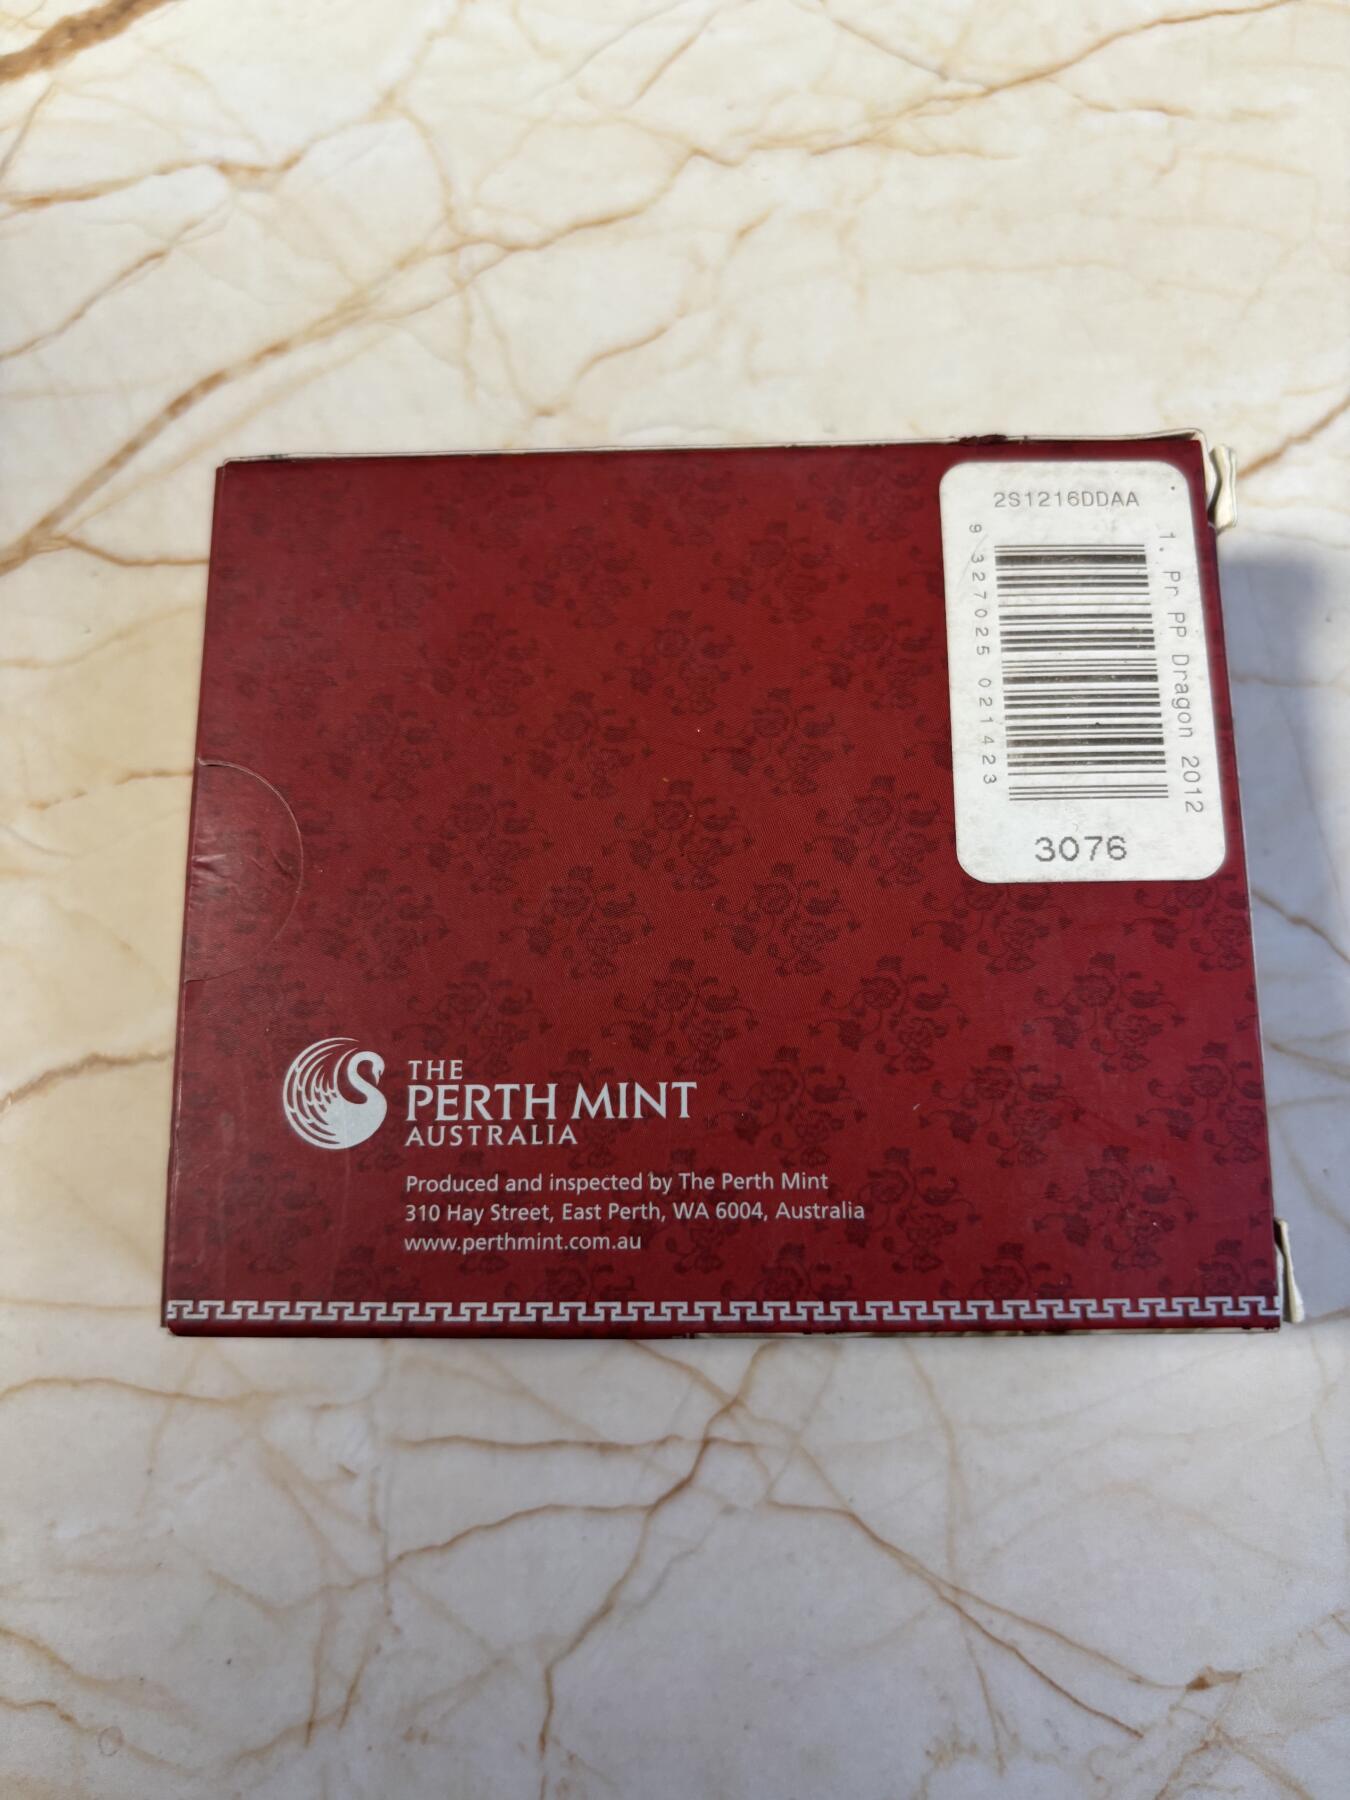 2S1216DDAA
1. Pr PP Dragon 2012
9 327025 021423
3076
THE
PERTH MINT
AUSTRALIA
Produced and inspected by The Perth Mint
310 Hay Street, East Perth, WA 6004, Australia
www.perthmint.com.au